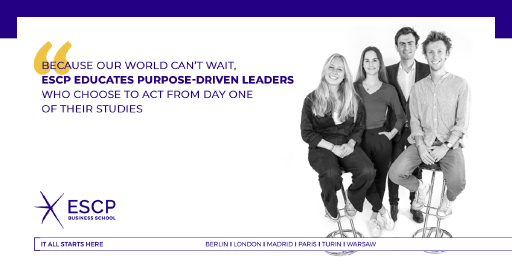 “
BECAUSE OUR WORLD CAN'T WAIT,
ESCP EDUCATES PURPOSE-DRIVEN LEADERS
WHO CHOOSE TO ACT FROM DAY ONE
OF THEIR STUDIES
ESCP
BUSINESS SCHOOL
IT ALL STARTS HERE
BERLIN I LONDON I MADRID I PARIS I TURIN I WARSAW